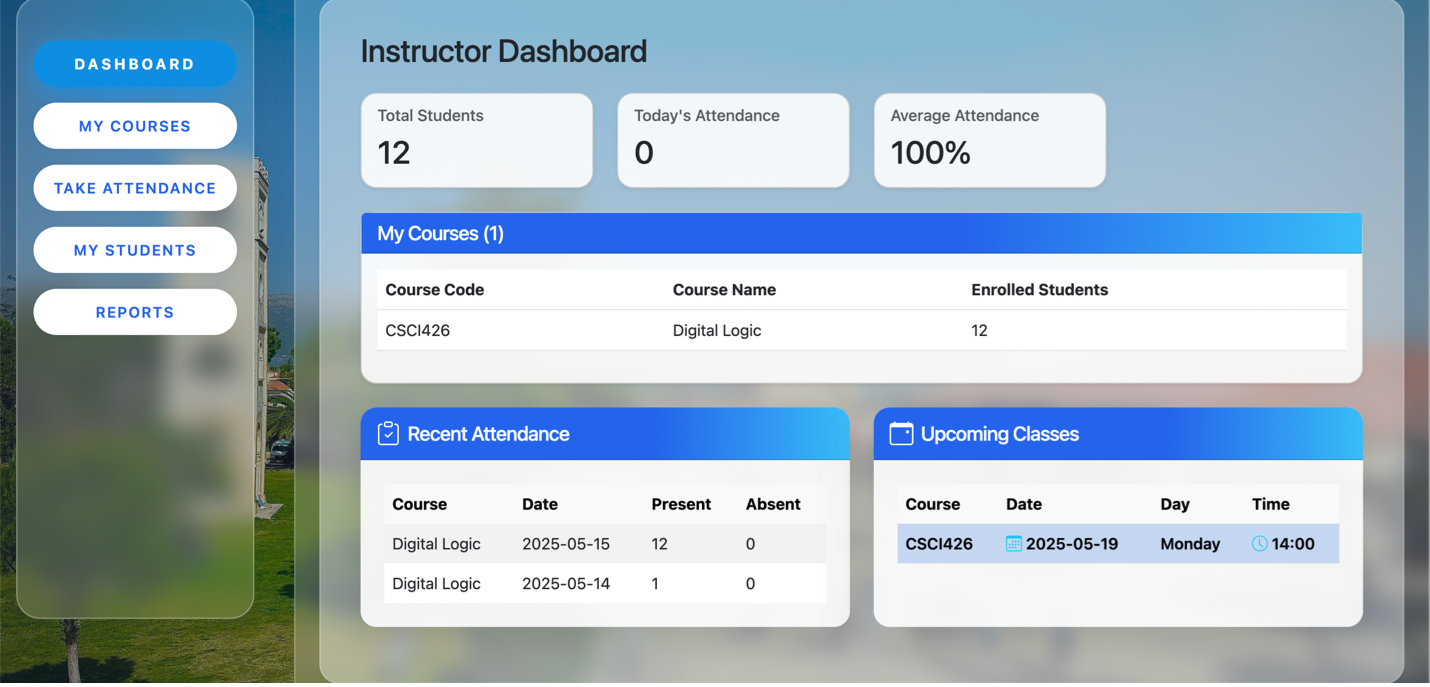 DASHBOARD
MY COURSES
TAKE ATTENDANCE
MY STUDENTS
REPORTS
Instructor Dashboard
Total Students
12
Today's Attendance
0
Average Attendance
100%
My Courses (1)
Course Code Course Name Enrolled Students
CSCI426 Digital Logic 12
Recent Attendance
Course Date Present Absent
Digital Logic 2025-05-15 12 0
Digital Logic 2025-05-14 1 0
Upcoming Classes
Course Date Day Time
CSCI426 2025-05-19 Monday 14:00